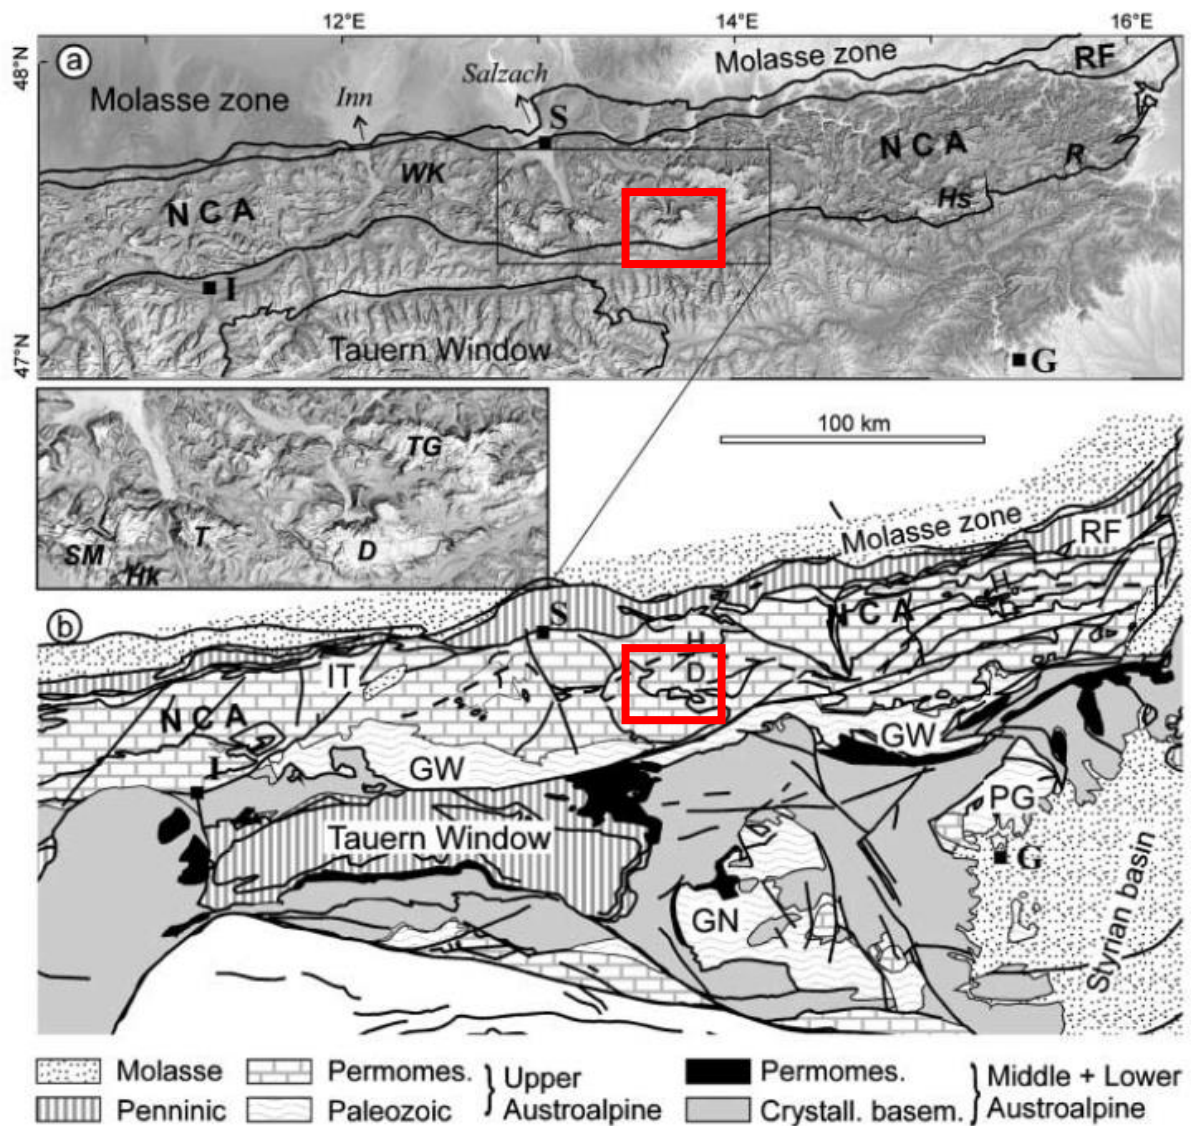 12°E 14°E 16°E
48°N
47°N
a
Molasse zone
Inn
Salzach
S
Molasse zone
RF
NCA
WK
NCA
R
Hs
I
Tauern Window
G
TG
SM
T
D
Hk
100 km
b
Molasse zone
RF
S
NCA
H
H
D
IT
T
NCA
I
GW
GW
Tauern Window
PG
G
GN
Styrian basin
Molasse
Permomes.
Upper
Austroalpine
Permomes.
Middle + Lower
Austroalpine
Penninic
Paleozoic
Crystall. basem.